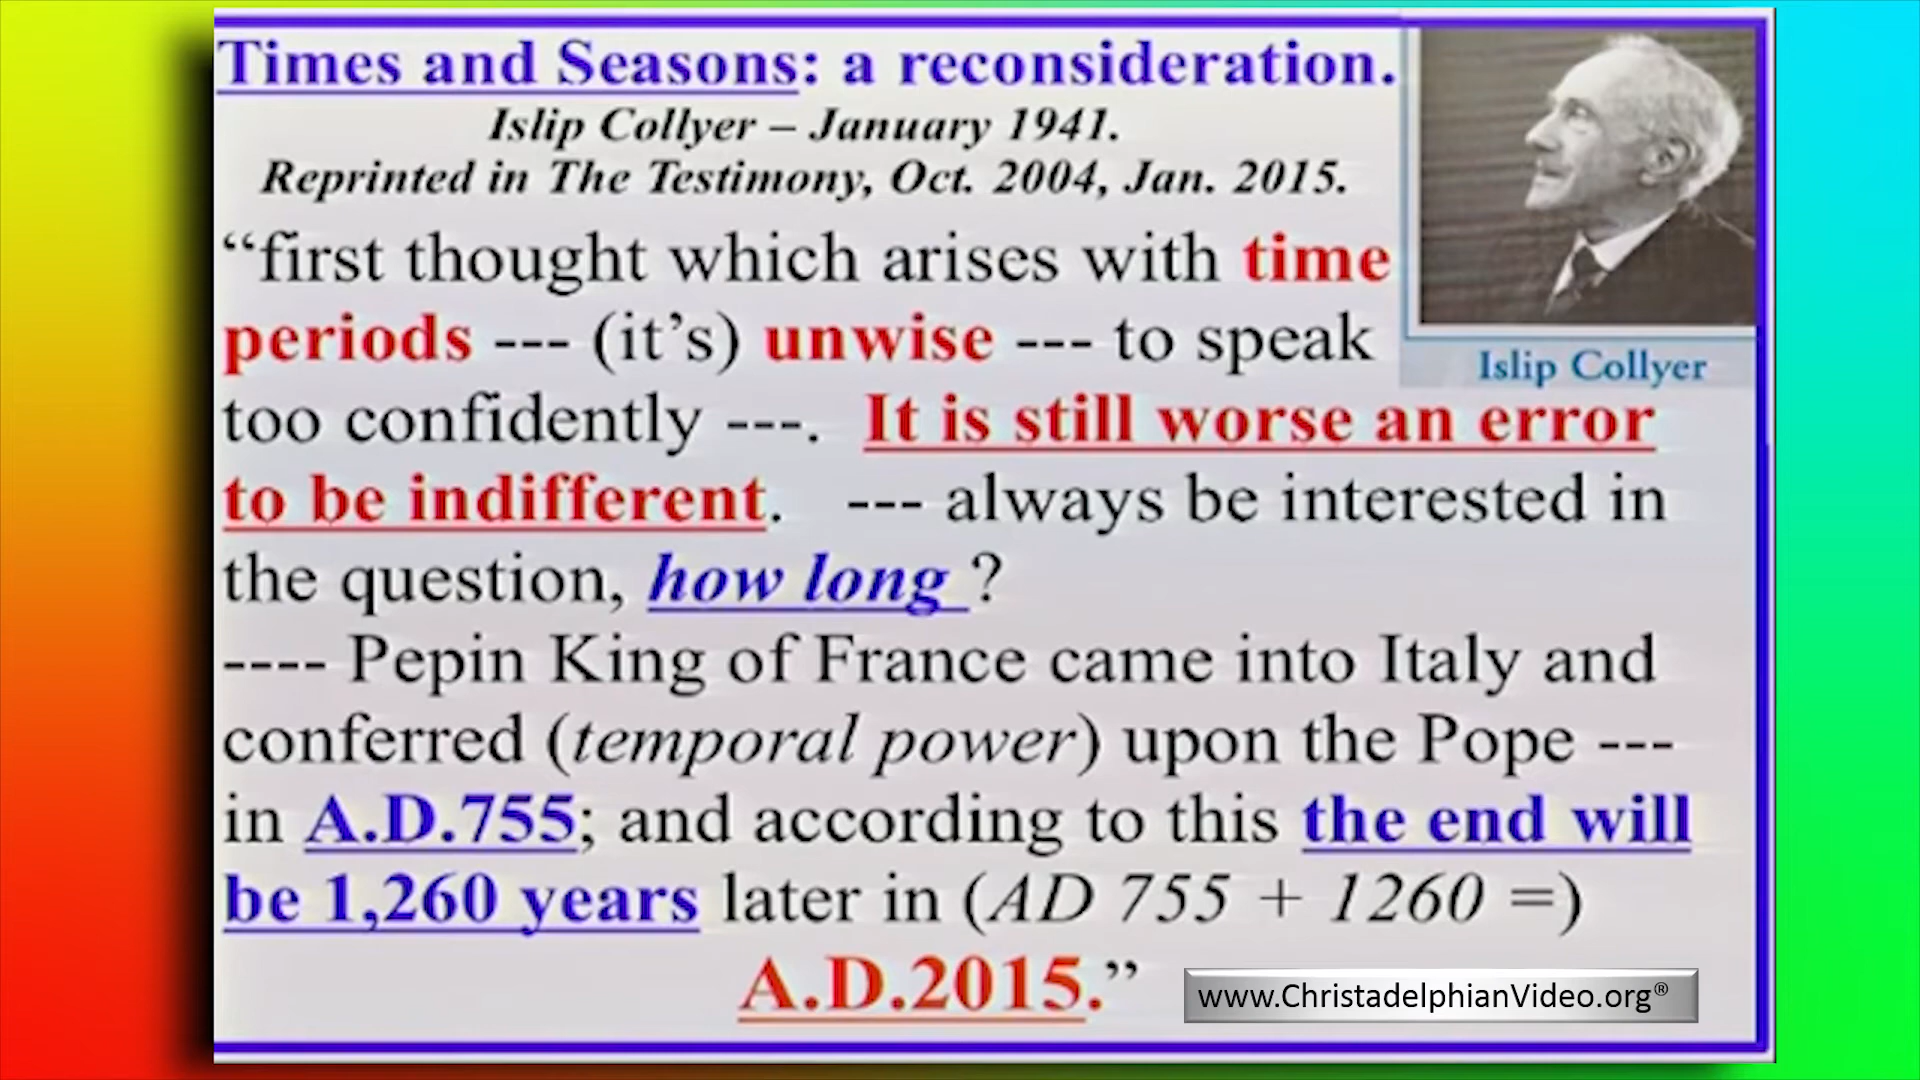 Times and Seasons: a reconsideration.
Islip Collyer – January 1941.
Reprinted in The Testimony, Oct. 2004, Jan. 2015.
“first thought which arises with time
periods --- (it’s) unwise --- to speak
too confidently ---. It is still worse an error
to be indifferent. --- always be interested in
the question, how long ?
---- Pepin King of France came into Italy and
conferred (temporal power) upon the Pope ---
in A.D.755; and according to this the end will
be 1,260 years later in (AD 755 + 1260 =)
A.D.2015.”
Islip Collyer
www.ChristadelphianVideo.org®